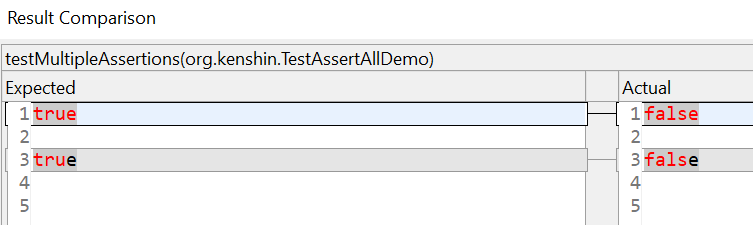 Result Comparison
testMultipleAssertions(org.kenshin.TestAssertAllDemo)
Expected Actual
1 true 1 false
2 2
3 true 3 false
4 4
5 5